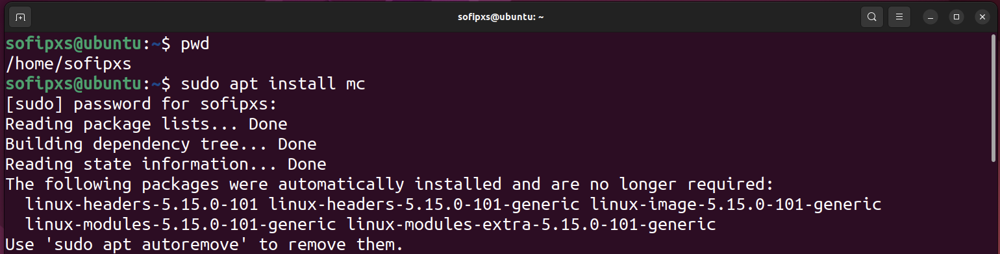 sofipxs@ubuntu: ~
sofipxs@ubuntu:~$ pwd
/home/sofipxs
sofipxs@ubuntu:~$ sudo apt install mc
[sudo] password for sofipxs:
Reading package lists... Done
Building dependency tree... Done
Reading state information... Done
The following packages were automatically installed and are no longer required:
  linux-headers-5.15.0-101 linux-headers-5.15.0-101-generic linux-image-5.15.0-101-generic
  linux-modules-5.15.0-101-generic linux-modules-extra-5.15.0-101-generic
Use 'sudo apt autoremove' to remove them.